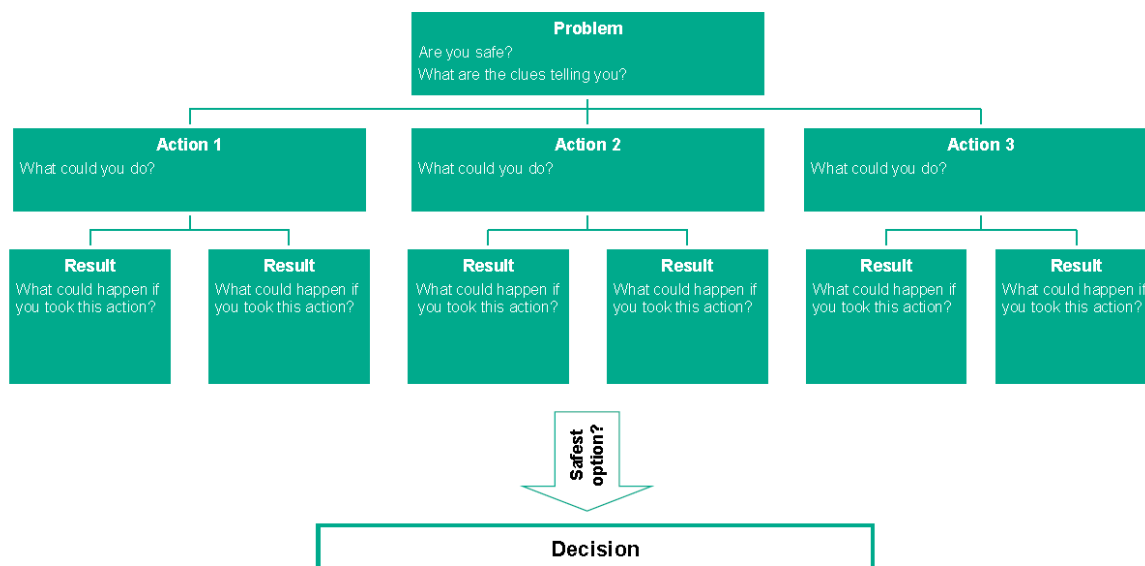 Problem
Are you safe?
What are the clues telling you?
Action 1
What could you do?
Action 2
What could you do?
Action 3
What could you do?
Result
What could happen if
you took this action?
Result
What could happen if
you took this action?
Result
What could happen if
you took this action?
Result
What could happen if
you took this action?
Result
What could happen if
you took this action?
Result
What could happen if
you took this action?
Safest
option?
Decision